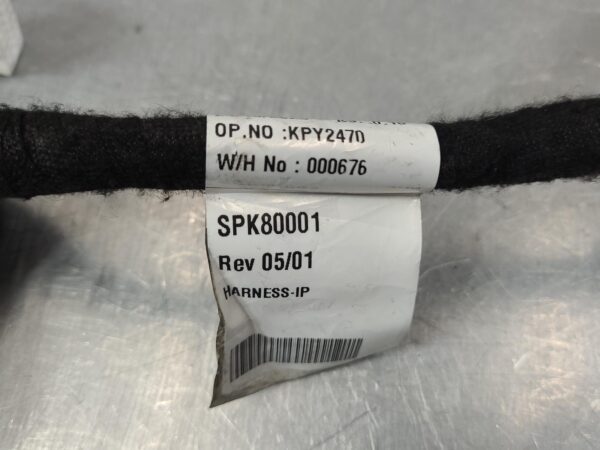 OP.NO :KPY2470
W/H No : 000676
SPK80001
Rev 05/01
HARNESS-IP